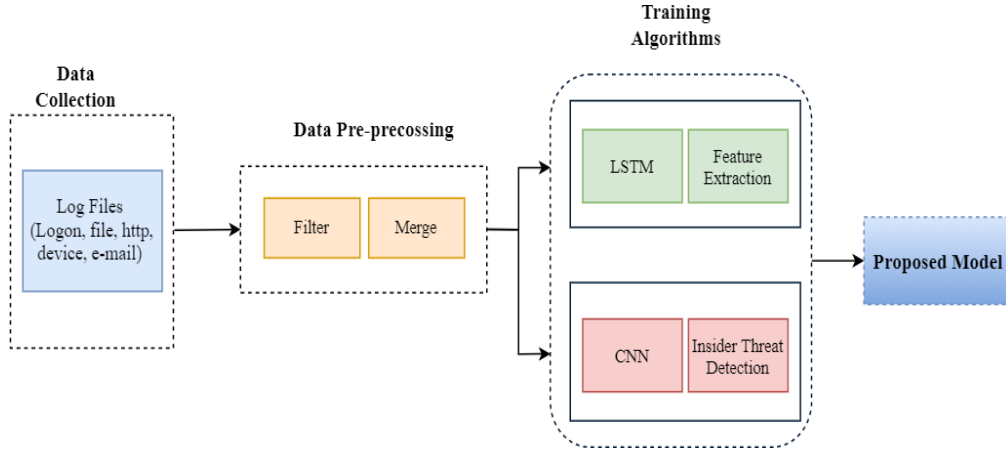 Training
Algorithms
Data
Collection
Data Pre-precossing
Log Files
(Logon, file, http,
device, e-mail)
Filter
Merge
LSTM
Feature
Extraction
CNN
Insider Threat
Detection
Proposed Model